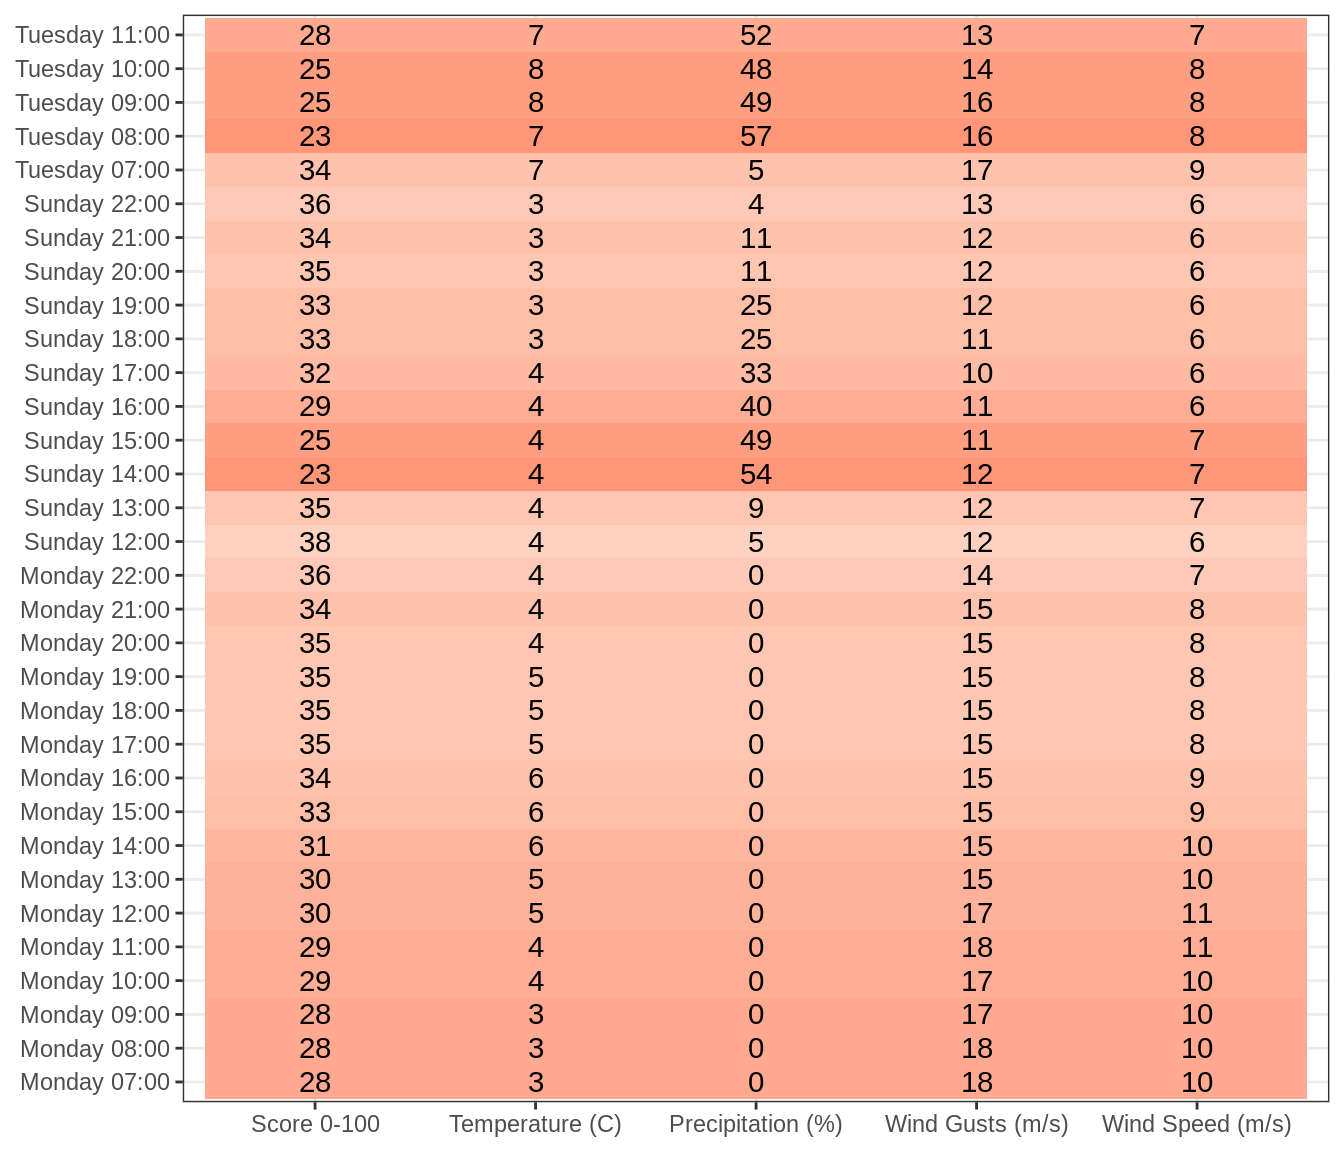 Tuesday 11:00 28 7 52 13 7
Tuesday 10:00 25 8 48 14 8
Tuesday 09:00 25 8 49 16 8
Tuesday 08:00 23 7 57 16 8
Tuesday 07:00 34 7 5 17 9
Sunday 22:00 36 3 4 13 6
Sunday 21:00 34 3 11 12 6
Sunday 20:00 35 3 11 12 6
Sunday 19:00 33 3 25 12 6
Sunday 18:00 33 3 25 11 6
Sunday 17:00 32 4 33 10 6
Sunday 16:00 29 4 40 11 6
Sunday 15:00 25 4 49 11 7
Sunday 14:00 23 4 54 12 7
Sunday 13:00 35 4 9 12 7
Sunday 12:00 38 4 5 12 6
Monday 22:00 36 4 0 14 7
Monday 21:00 34 4 0 15 8
Monday 20:00 35 4 0 15 8
Monday 19:00 35 5 0 15 8
Monday 18:00 35 5 0 15 8
Monday 17:00 35 5 0 15 8
Monday 16:00 34 6 0 15 9
Monday 15:00 33 6 0 15 9
Monday 14:00 31 6 0 15 10
Monday 13:00 30 5 0 15 10
Monday 12:00 30 5 0 17 11
Monday 11:00 29 4 0 18 11
Monday 10:00 29 4 0 17 10
Monday 09:00 28 3 0 17 10
Monday 08:00 28 3 0 18 10
Monday 07:00 28 3 0 18 10
Score 0-100 Temperature (C) Precipitation (%) Wind Gusts (m/s) Wind Speed (m/s)